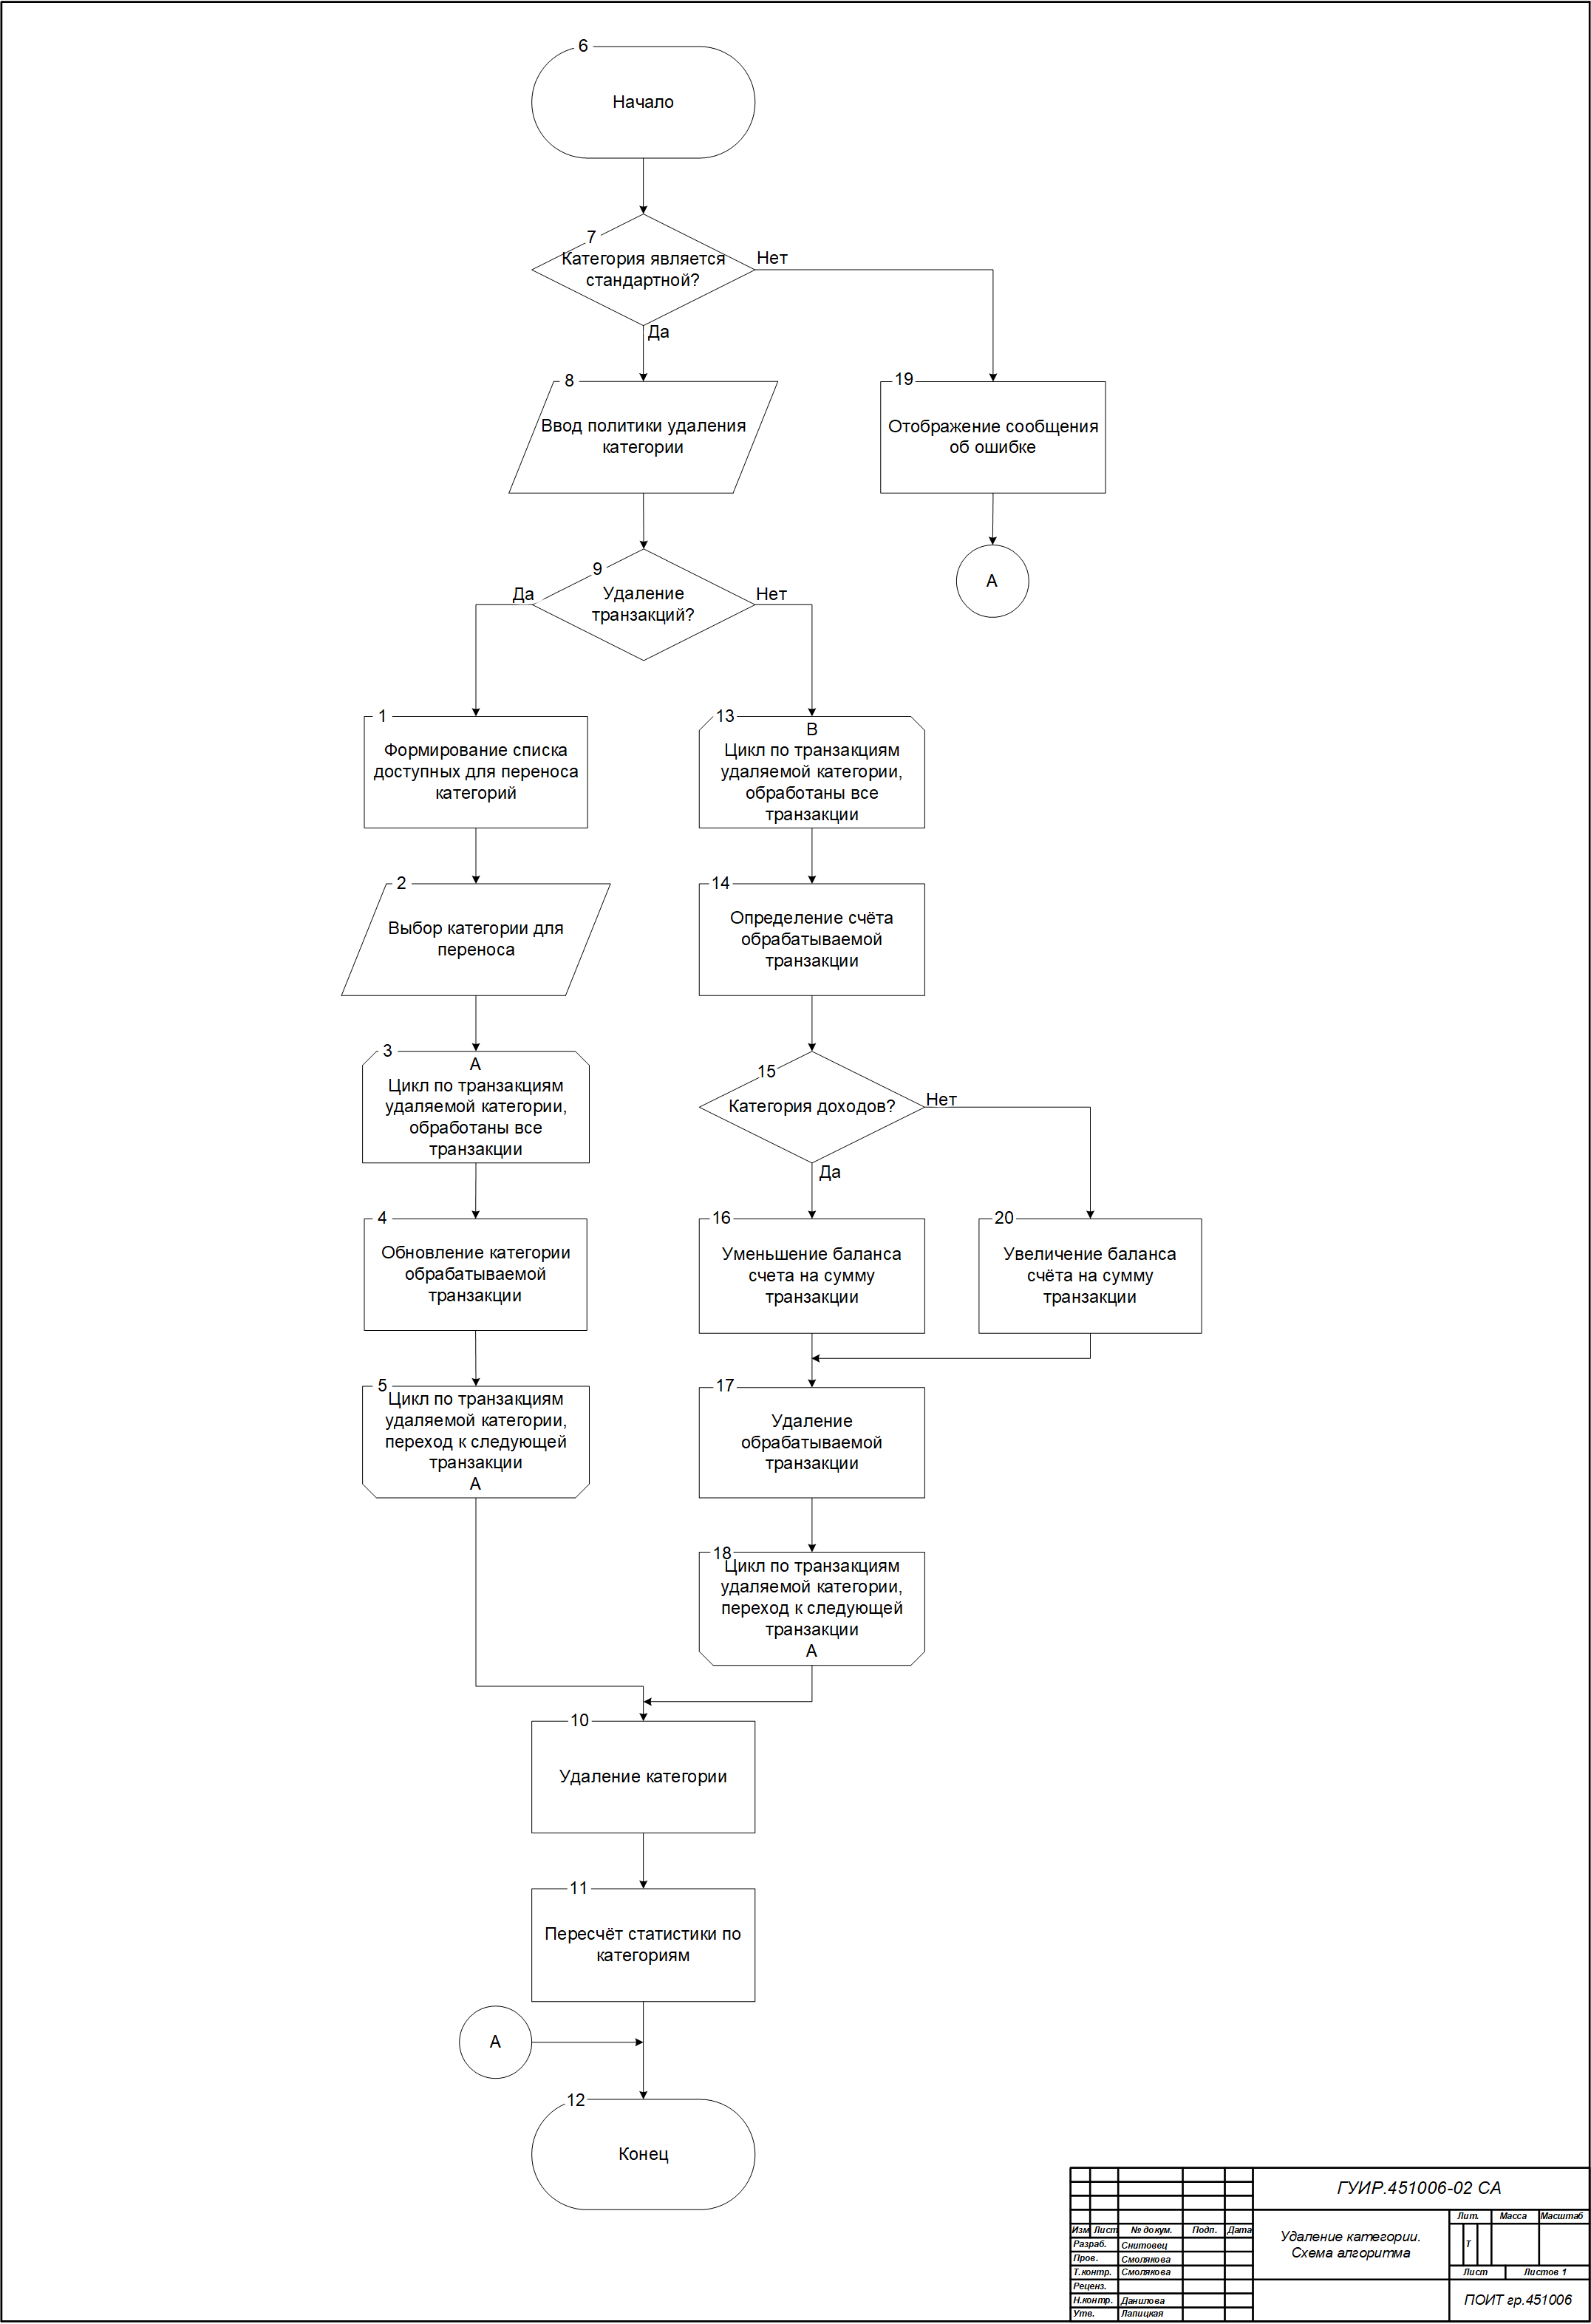 6
Начало
7
Категория является
стандартной?
Нет
Да
8
Ввод политики удаления
категории
19
Отображение сообщения
об ошибке
A
9
Удаление
транзакций?
Да
Нет
1
Формирование списка
доступных для переноса
категорий
13
B
Цикл по транзакциям
удаляемой категории,
обработаны все
транзакции
2
Выбор категории для
переноса
14
Определение счёта
обрабатываемой
транзакции
3
A
Цикл по транзакциям
удаляемой категории,
обработаны все
транзакции
15
Категория доходов?
Нет
Да
4
Обновление категории
обрабатываемой
транзакции
16
Уменьшение баланса
счета на сумму
транзакции
20
Увеличение баланса
счёта на сумму
транзакции
5
Цикл по транзакциям
удаляемой категории,
переход к следующей
транзакции
A
17
Удаление
обрабатываемой
транзакции
18
Цикл по транзакциям
удаляемой категории,
переход к следующей
транзакции
A
10
Удаление категории
11
Пересчёт статистики по
категориям
A
12
Конец
ГУИР.451006-02 СА
Изм Лист № докум. Подп. Дата
Разраб. Снитовец
Пров. Смолякова
Т.контр. Смолякова
Реценз.
Н.контр. Данилова
Утв. Лапицкая
Удаление категории.
Схема алгоритма
Лит. Масса Масштаб
Т
Лист Листов 1
ПОИТ гр.451006